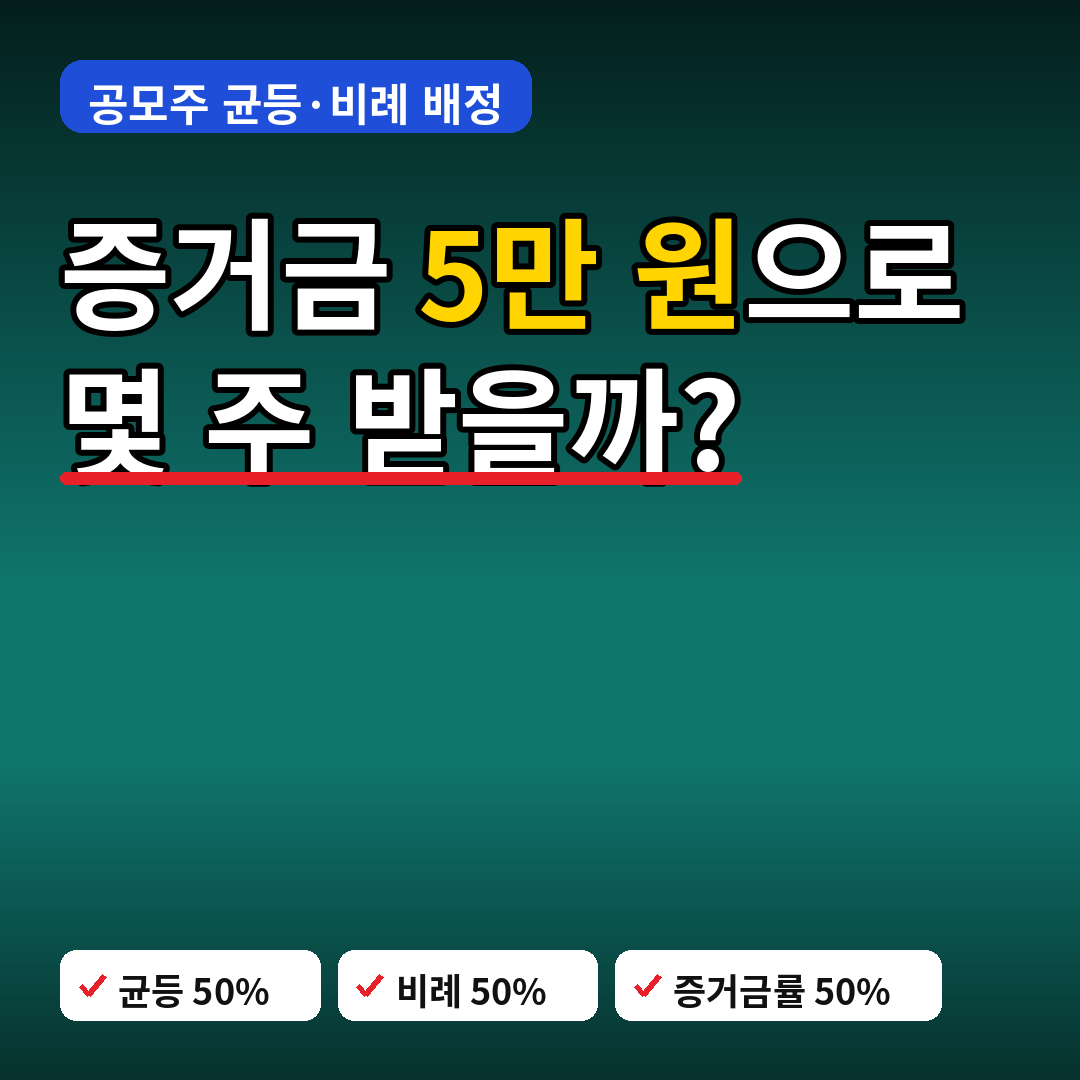 공모주 균등·비례 배정
증거금 5만 원으로
몇 주 받을까?
균등 50%
비례 50%
증거금률 50%